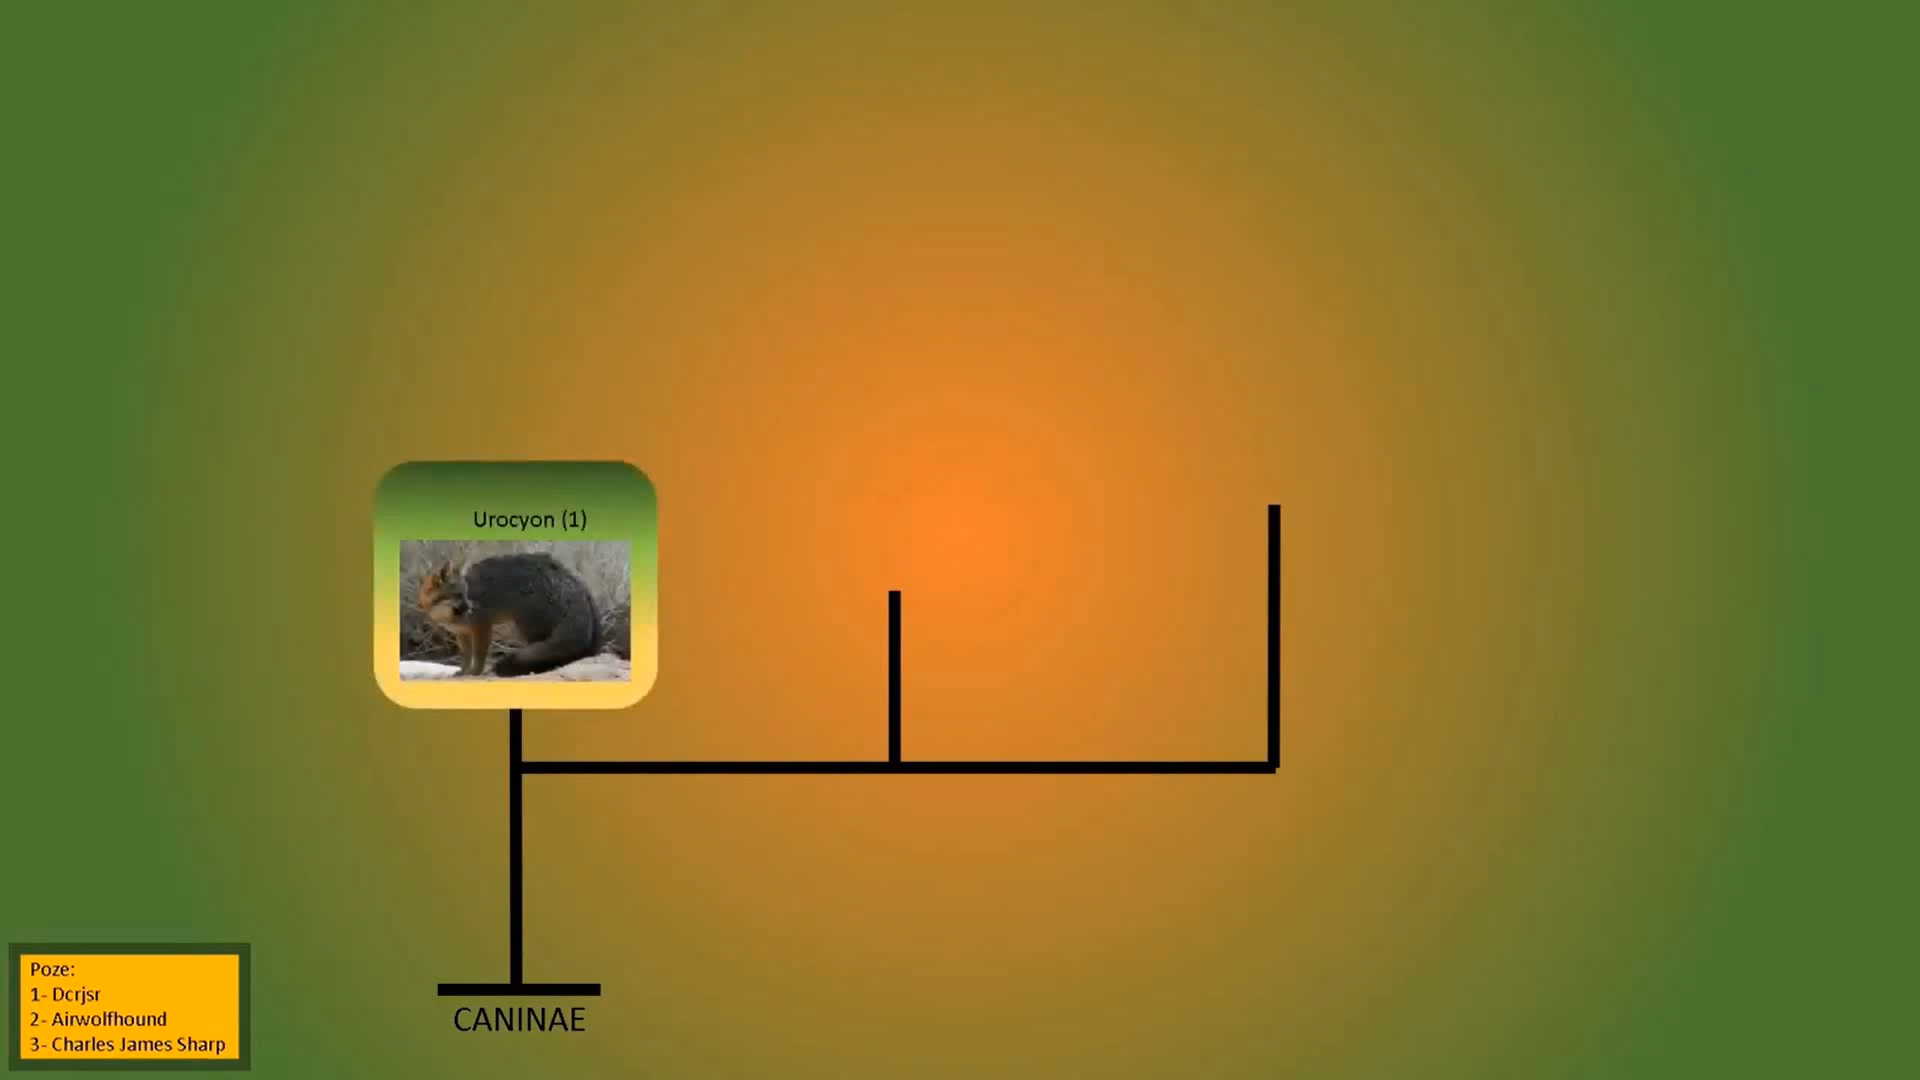 Urocyon (1)
CANINAE
Poze:
1- Dcrjsr
2- Airwolfhound
3- Charles James Sharp